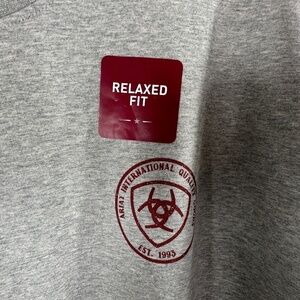 RELAXED
FIT
ARIAT INTERNATIONAL QUALITY
EST. 1993